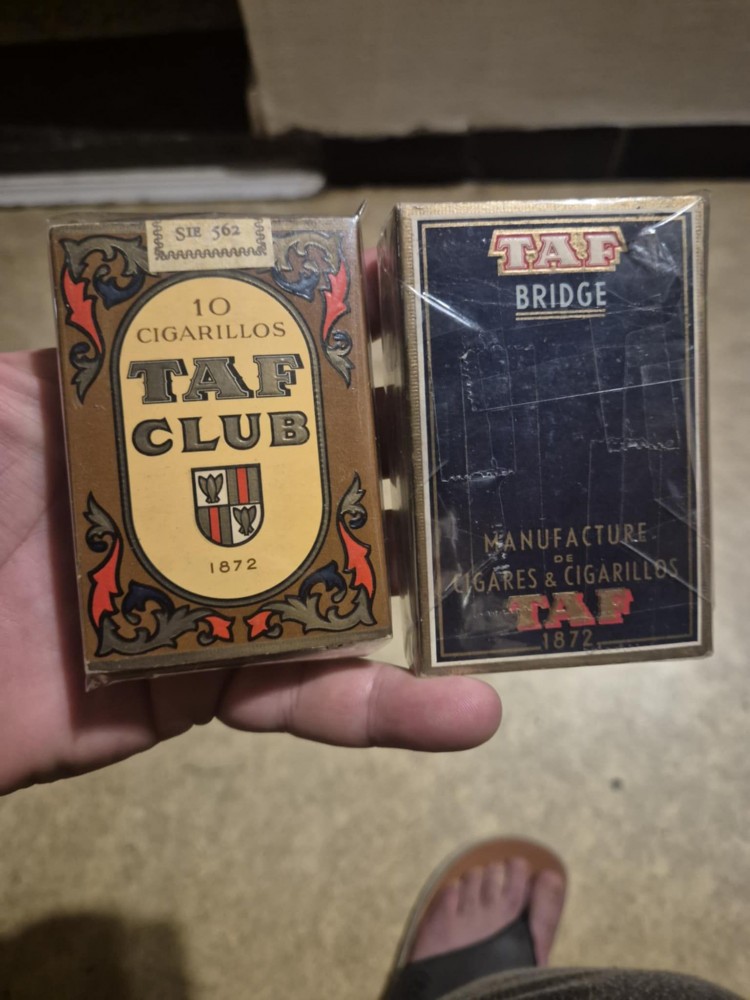 SIE 562
10
CIGARILLOS
TAF
CLUB
1872
TAF
BRIDGE
MANUFACTURE
DE
CIGARES & CIGARILLOS
TAF
1872